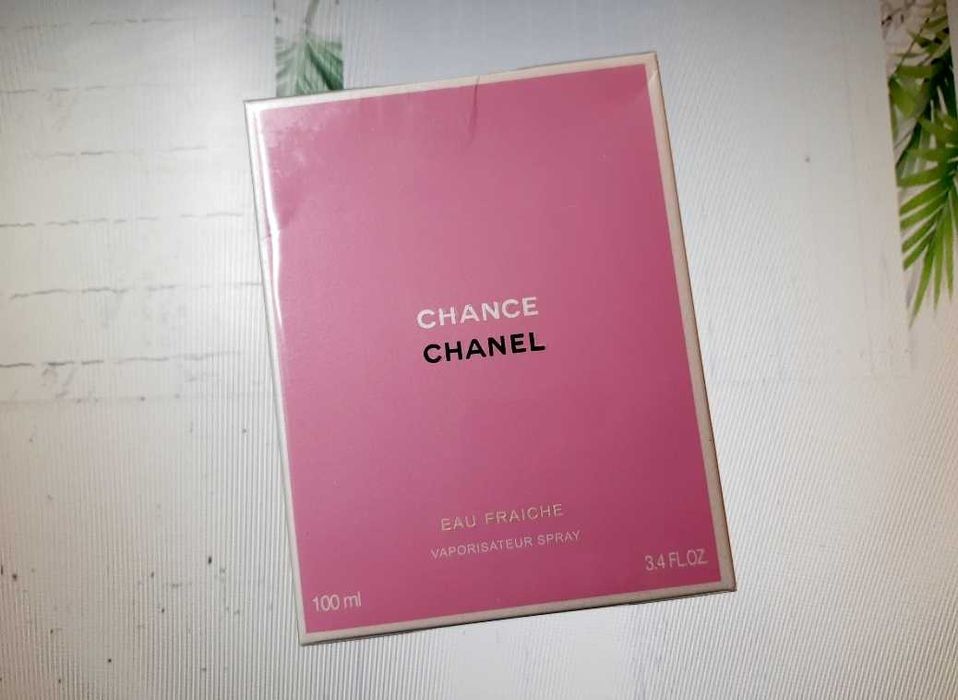 CHANCE
CHANEL
EAU FRAICHE
VAPORISATEUR SPRAY
100 ml
3.4 FL.OZ